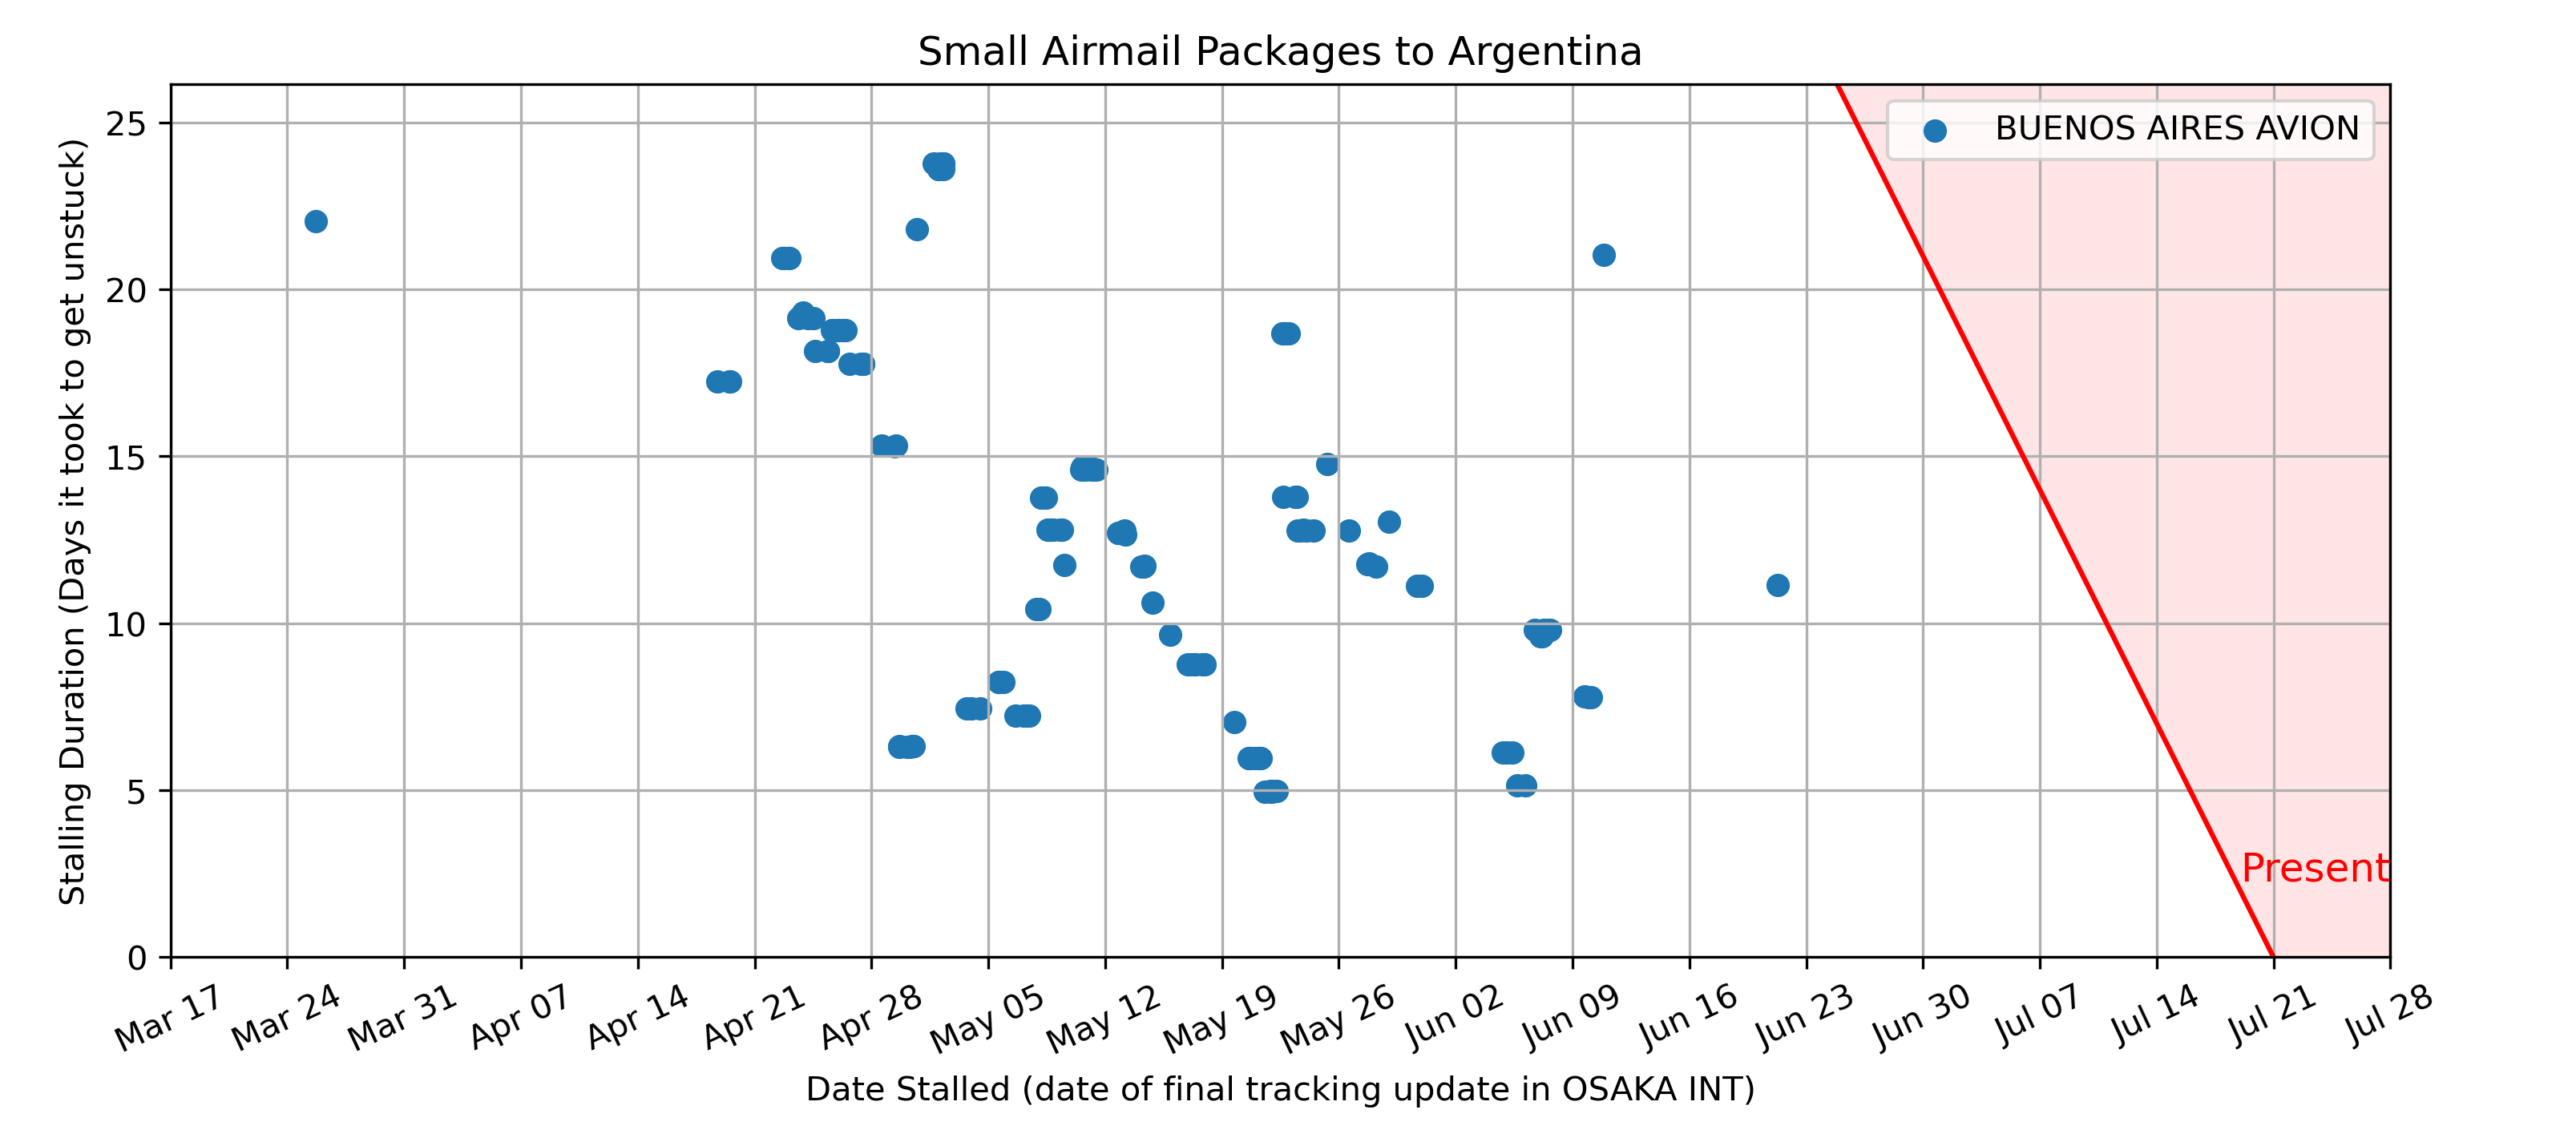 Small Airmail Packages to Argentina
BUENOS AIRES AVION
Stalling Duration (Days it took to get unstuck)
25
20
15
10
5
0
Present
Mar 17
Mar 24
Mar 31
Apr 07
Apr 14
Apr 21
Apr 28
May 05
May 12
May 19
May 26
Jun 02
Jun 09
Jun 16
Jun 23
Jun 30
Jul 07
Jul 14
Jul 21
Jul 28
Date Stalled (date of final tracking update in OSAKA INT)